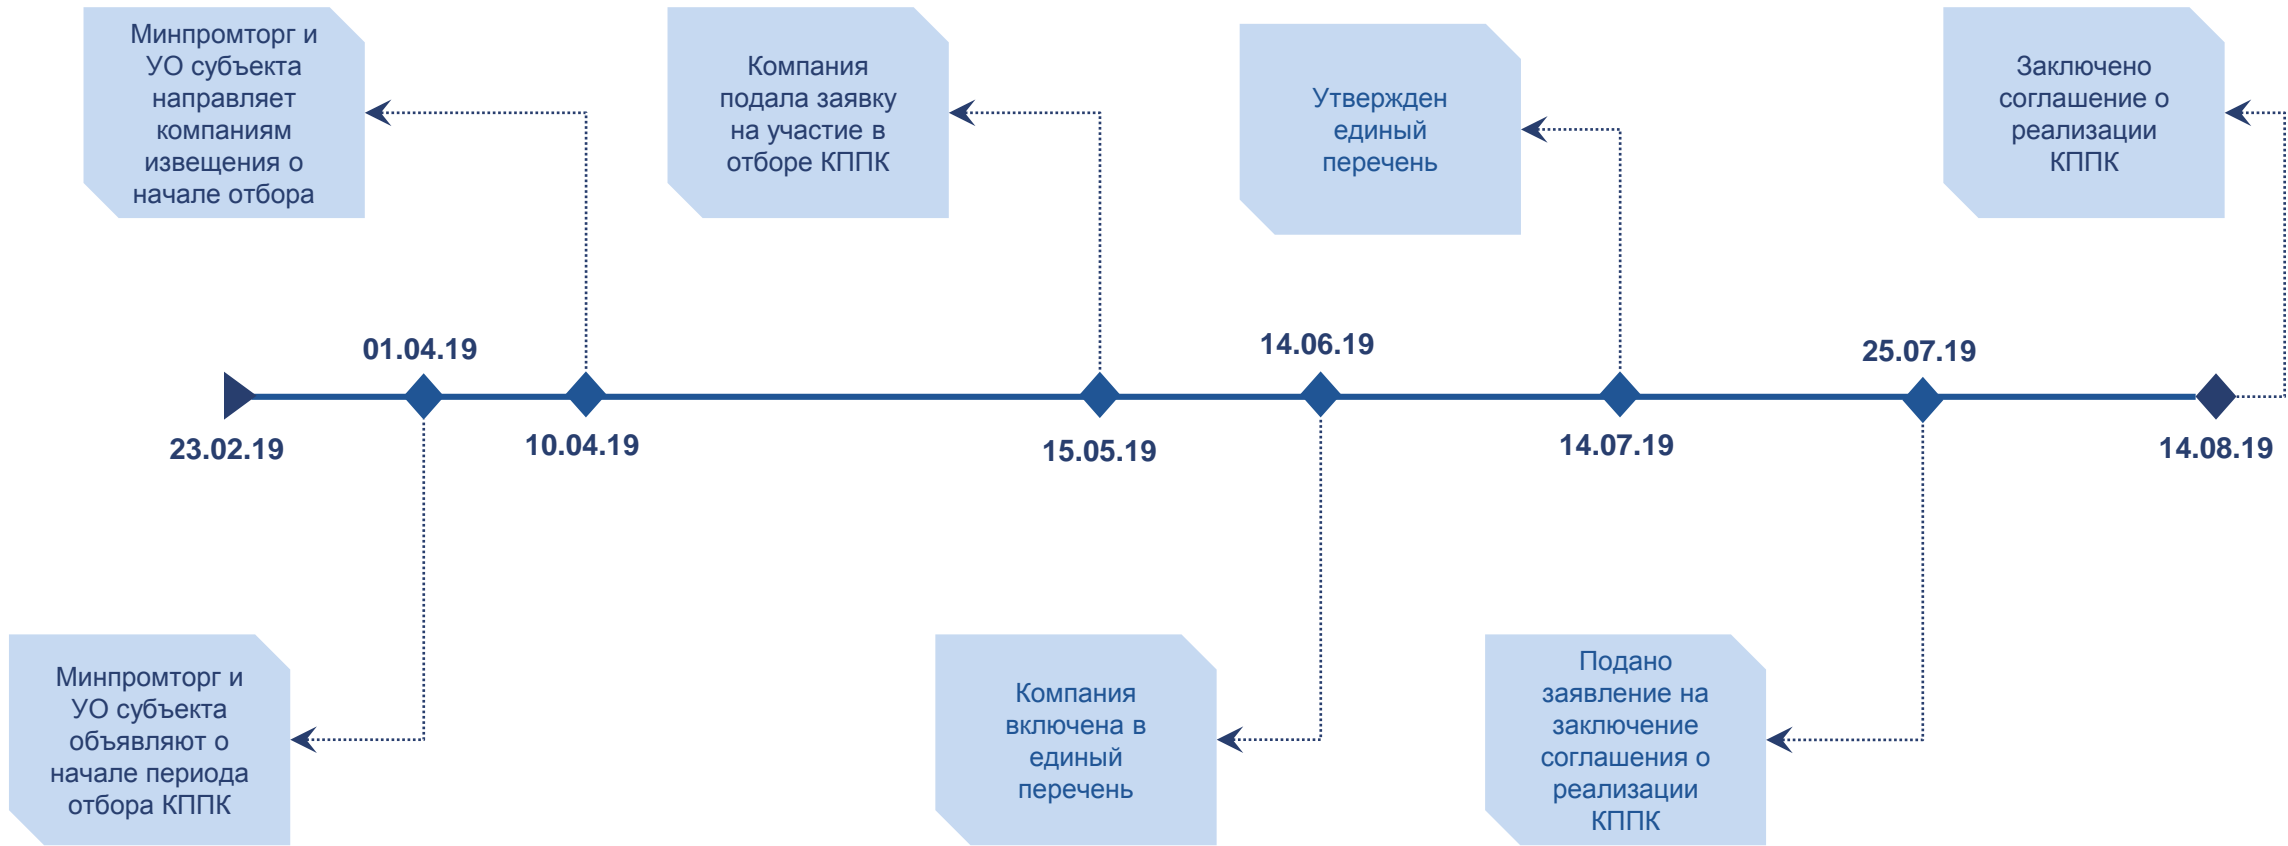 Минпромторг и
УО субъекта
направляет
компаниям
извещения о
начале отбора
Компания
подала заявку
на участие в
отборе КППК
Утвержден
единый
перечень
Заключено
соглашение о
реализации
КППК
01.04.19
14.06.19
25.07.19
23.02.19
10.04.19
15.05.19
14.07.19
14.08.19
Минпромторг и
УО субъекта
объявляют о
начале периода
отбора КППК
Компания
включена в
единый
перечень
Подано
заявление на
заключение
соглашения о
реализации
КППК